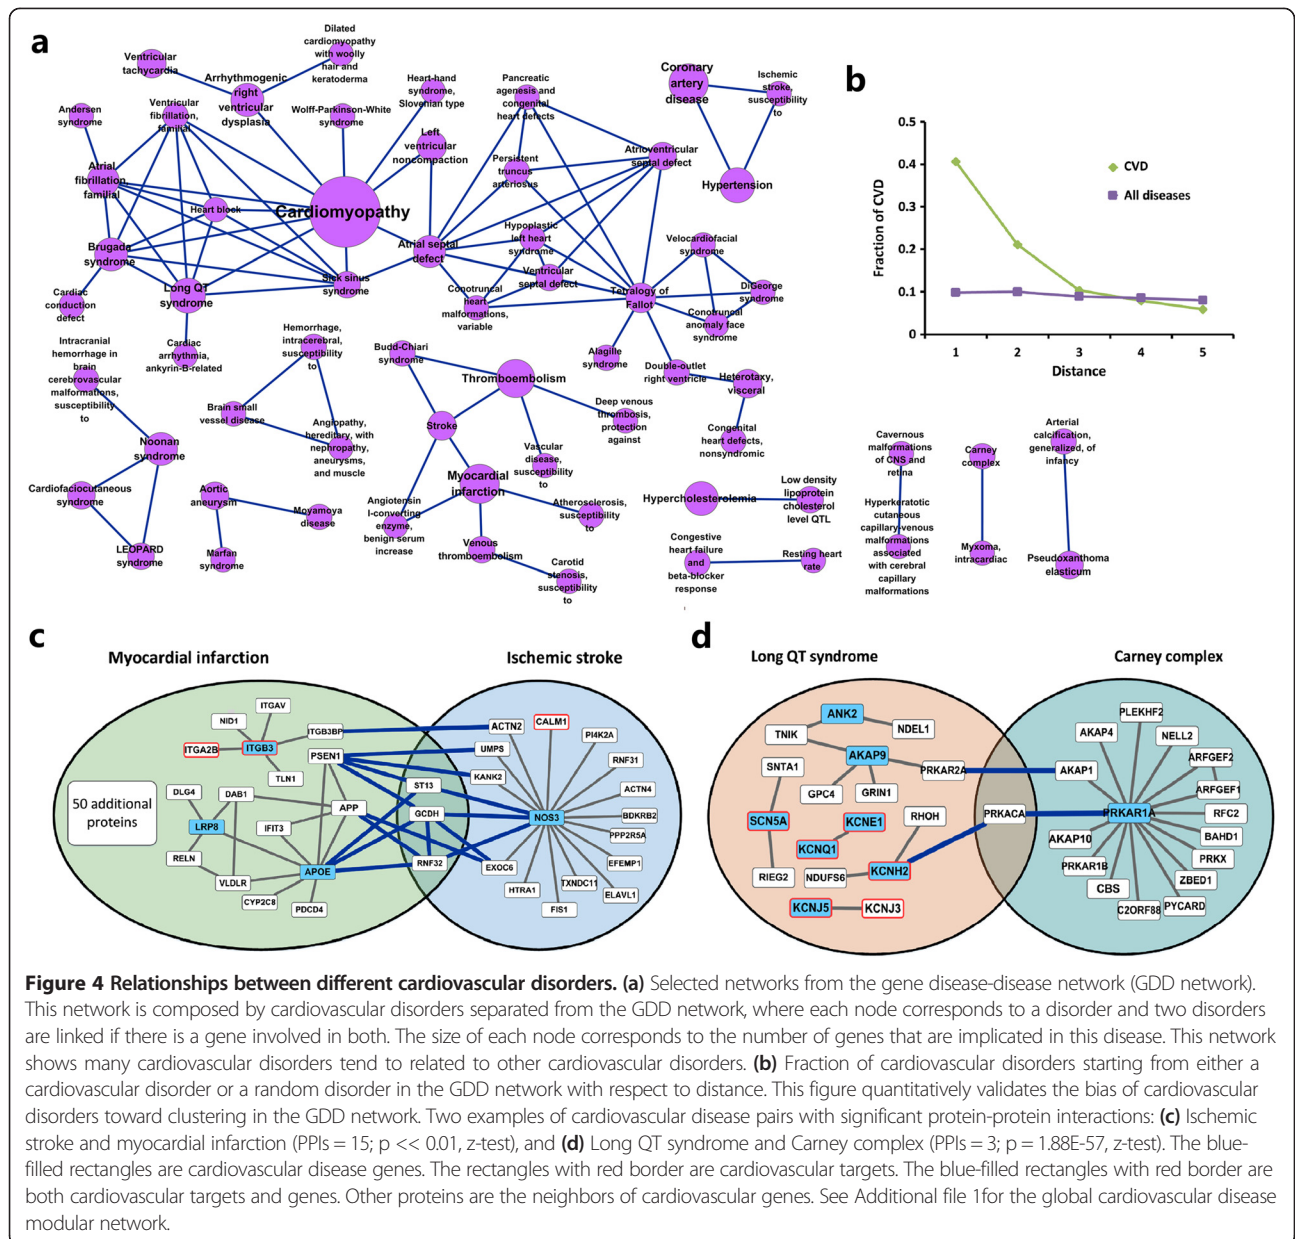 a
Ventricular
tachycardia
Dilated
cardiomyopathy
with woolly
hair and
keratoderma
Arrhythmogenic
right
ventricular
dysplasia
Heart-hand
syndrome,
Slovenian type
Pancreatic
agenesis and
congenital
heart defects
Coronary
artery
disease
Ischemic
stroke,
susceptibility
to
Andersen
syndrome
Ventricular
fibrillation,
familial
Wolff-Parkinson-White
syndrome
Left
ventricular
noncompaction
Atrioventricular
septal defect
Persistent
truncus
arteriosus
Hypertension
Atrial
fibrillation,
familial
Heart block
Cardiomyopathy
Hypoplastic
left heart
syndrome
Velocardiofacial
syndrome
Brugada
syndrome
Atrial septal
defect
Ventricular
septal defect
Long QT
syndrome
Sick sinus
syndrome
Conotruncal
heart
malformations,
variable
Tetralogy of
Fallot
DiGeorge
syndrome
Cardiac
conduction
defect
Conotruncal
anomaly face
syndrome
Intracranial
hemorrhage in
brain
cerebrovascular
malformations,
susceptibility
to
Cardiac
arrhythmia,
ankyrin-B-related
Hemorrhage,
intracerebral,
susceptibility
to
Budd-Chiari
syndrome
Thromboembolism
Alagille
syndrome
Double-outlet
right ventricle
Heterotaxy,
visceral
Brain small
vessel disease
Angiopathy,
hereditary, with
nephropathy,
aneurysms,
and muscle
Stroke
Deep venous
thrombosis,
protection
against
Congenital
heart defects,
nonsyndromic
Noonan
syndrome
Vascular
disease,
susceptibility
to
Cardiofaciocutaneous
syndrome
Aortic
aneurysm
Moyamoya
disease
Myocardial
infarction
Angiotensin
I-converting
enzyme,
benign serum
increase
Atherosclerosis,
susceptibility
to
Hypercholesterolemia
Low density
lipoprotein
cholesterol
level QTL
LEOPARD
syndrome
Marfan
syndrome
Venous
thromboembolism
Carotid
stenosis,
susceptibility
to
Congestive
heart failure
and
beta-blocker
response
Resting heart
rate
Cavernous
malformations
of CNS and
retina
Hyperkeratotic
cutaneous
capillary-venous
malformations
associated
with cerebral
capillary
malformations
Carney
complex
Myxoma,
intracardiac
Arterial
calcification,
generalized, of
infancy
Pseudoxanthoma
elasticum
b
Fraction of CVD
0.5
0.4
0.3
0.2
0.1
0
1 2 3 4 5
Distance
CVD
All diseases
c
Myocardial infarction
Ischemic stroke
ITGAV
NID1
ITGB3BP
ITGA2B
ITGB3
PSEN1
TLN1
50 additional
proteins
DLG4
DAB1
APP
LRP8
IFIT3
RELN
APOE
VLDLR
CYP2C8
PDCD4
ST13
GCDH
RNF32
ACTN2
CALM1
UMPS
PI4K2A
KANK2
RNF31
ACTN4
NOS3
BDKRB2
PPP2R5A
EXOC6
EFEMP1
HTRA1
TXNDC11
ELAVL1
FIS1
d
Long QT syndrome
Carney complex
ANK2
TNIK
NDEL1
AKAP9
SNTA1
PRKAR2A
GPC4
GRIN1
SCN5A
KCNE1
RHOH
KCNQ1
RIEG2
NDUFS6
KCNH2
KCNJ5
KCNJ3
PRKACA
PLEKHF2
AKAP4
NELL2
ARFGEF2
AKAP1
ARFGEF1
PRKAR1A
RFC2
AKAP10
BAHD1
PRKAR1B
PRKX
CBS
ZBED1
C2ORF88
PYCARD
Figure 4 Relationships between different cardiovascular disorders. (a) Selected networks from the gene disease-disease network (GDD network).
This network is composed by cardiovascular disorders separated from the GDD network, where each node corresponds to a disorder and two disorders
are linked if there is a gene involved in both. The size of each node corresponds to the number of genes that are implicated in this disease. This network
shows many cardiovascular disorders tend to related to other cardiovascular disorders. (b) Fraction of cardiovascular disorders starting from either a
cardiovascular disorder or a random disorder in the GDD network with respect to distance. This figure quantitatively validates the bias of cardiovascular
disorders toward clustering in the GDD network. Two examples of cardiovascular disease pairs with significant protein-protein interactions: (c) Ischemic
stroke and myocardial infarction (PPIs = 15; p << 0.01, z-test), and (d) Long QT syndrome and Carney complex (PPIs = 3; p = 1.88E-57, z-test). The blue-
filled rectangles are cardiovascular disease genes. The rectangles with red border are cardiovascular targets. The blue-filled rectangles with red border are
both cardiovascular targets and genes. Other proteins are the neighbors of cardiovascular genes. See Additional file 1for the global cardiovascular disease
modular network.